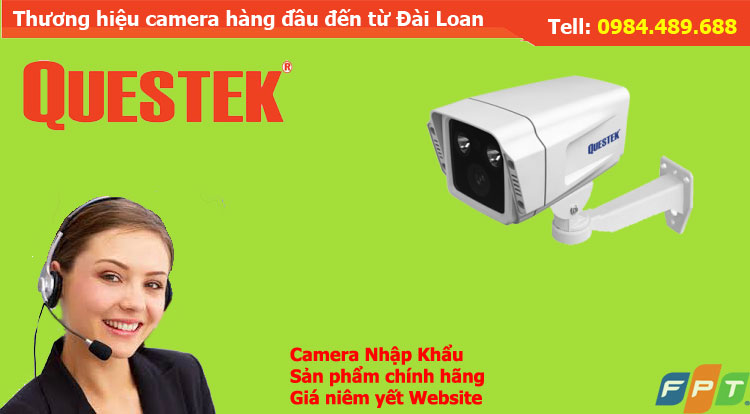 Thương hiệu camera hàng đầu đến từ Đài Loan
Tell: 0984.489.688
QUESTEK®
QUESTEK
Camera Nhập Khẩu
Sản phẩm chính hãng
Giá niêm yết Website
FPT